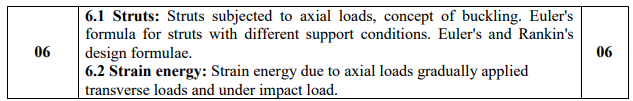 6.1 Struts: Struts subjected to axial loads, concept of buckling. Euler's
formula for struts with different support conditions. Euler's and Rankin's
06
design formulae.
06
6.2 Strain energy: Strain energy due to axial loads gradually applied
transverse loads and under impact load.